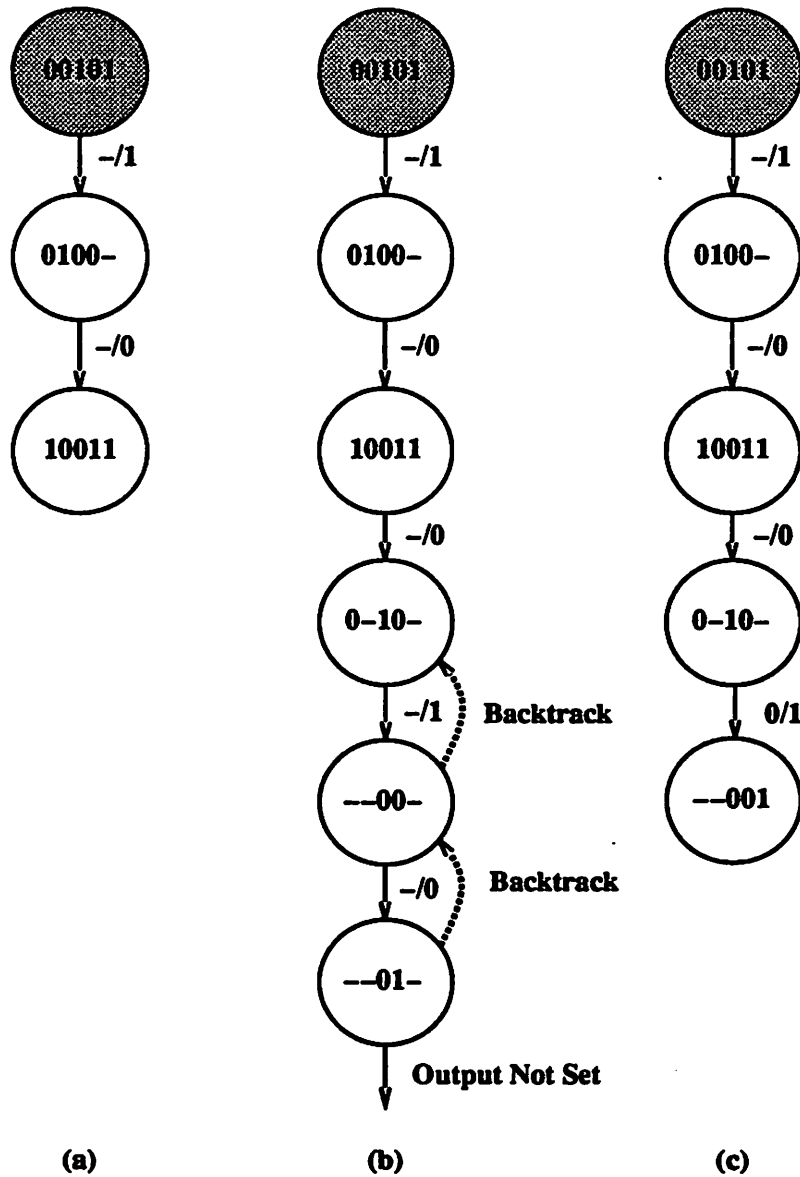 00101 00101 00101
–/1 –/1 –/1
0100– 0100– 0100–
–/0 –/0 –/0
10011 10011 10011
–/0 –/0
0–10– 0–10–
–/1 Backtrack 0/1
––00– ––001
–/0 Backtrack
––01–
Output Not Set
(a) (b) (c)